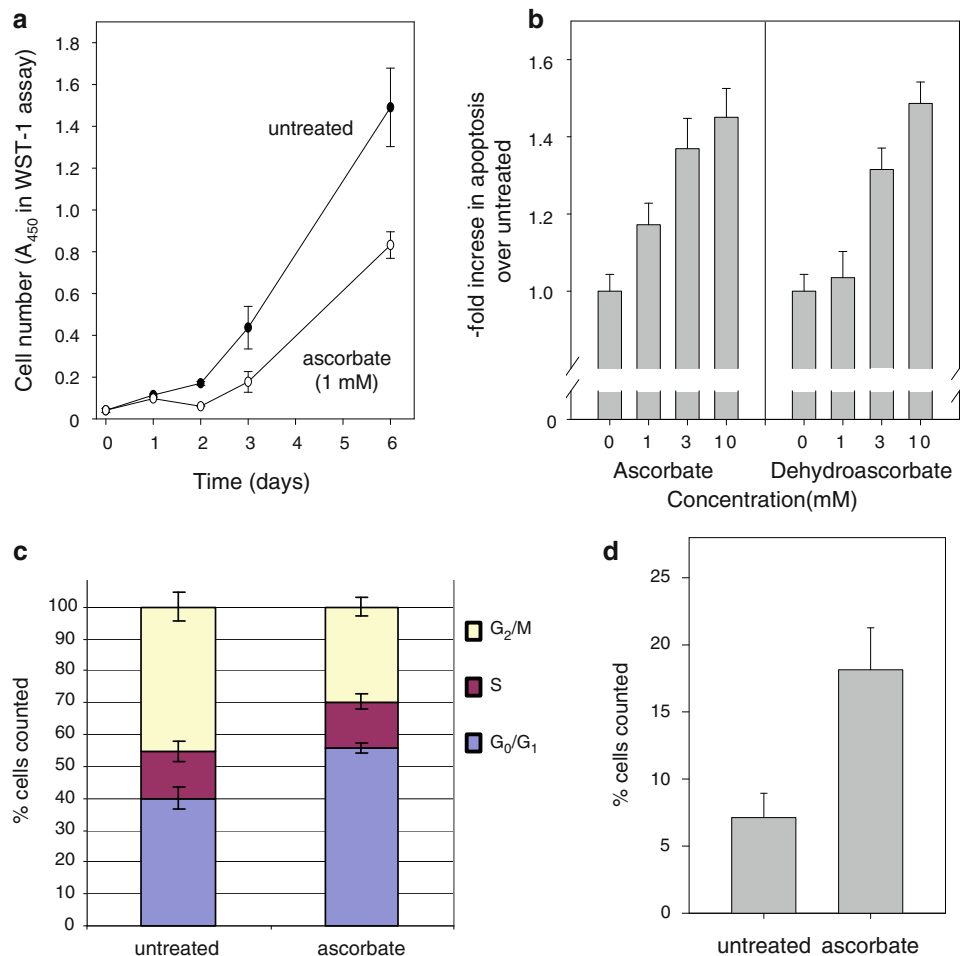 a
Cell number (A450 in WST-1 assay)
1.8
1.6
1.4
1.2
1.0
0.8
0.6
0.4
0.2
0
untreated
ascorbate
(1 mM)
0 1 2 3 4 5 6
Time (days)
b
-fold increse in apoptosis
over untreated
1.6
1.4
1.2
1.0
0
0 1 3 10 0 1 3 10
Ascorbate Dehydroascorbate
Concentration(mM)
c
% cells counted
100
90
80
70
60
50
40
30
20
10
0
untreated ascorbate
G2/M
S
G0/G1
d
% cells counted
25
20
15
10
5
0
untreated ascorbate